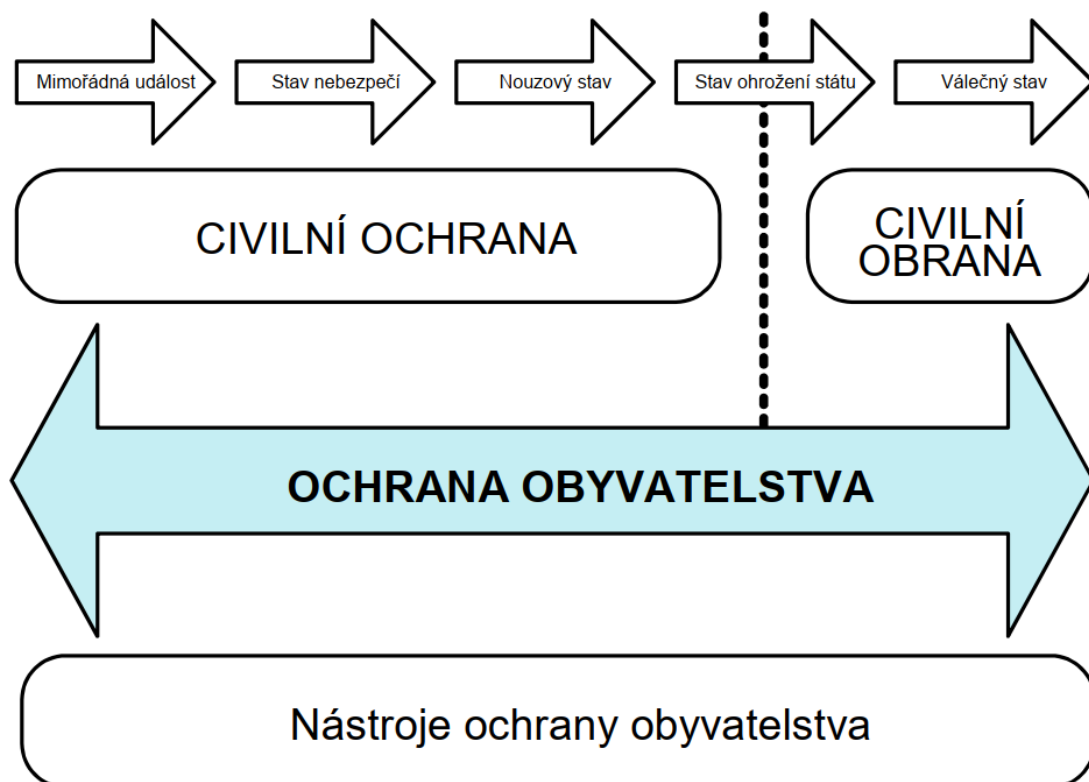 Mimořádná událost
Stav nebezpečí
Nouzový stav
Stav ohrožení státu
Válečný stav
CIVILNÍ OCHRANA
CIVILNÍ
OBRANA
OCHRANA OBYVATELSTVA
Nástroje ochrany obyvatelstva